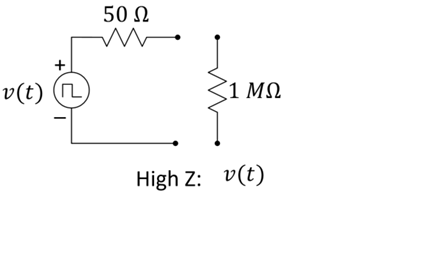 50 Ω
+
v(t)
1 MΩ
−
High Z: v(t)